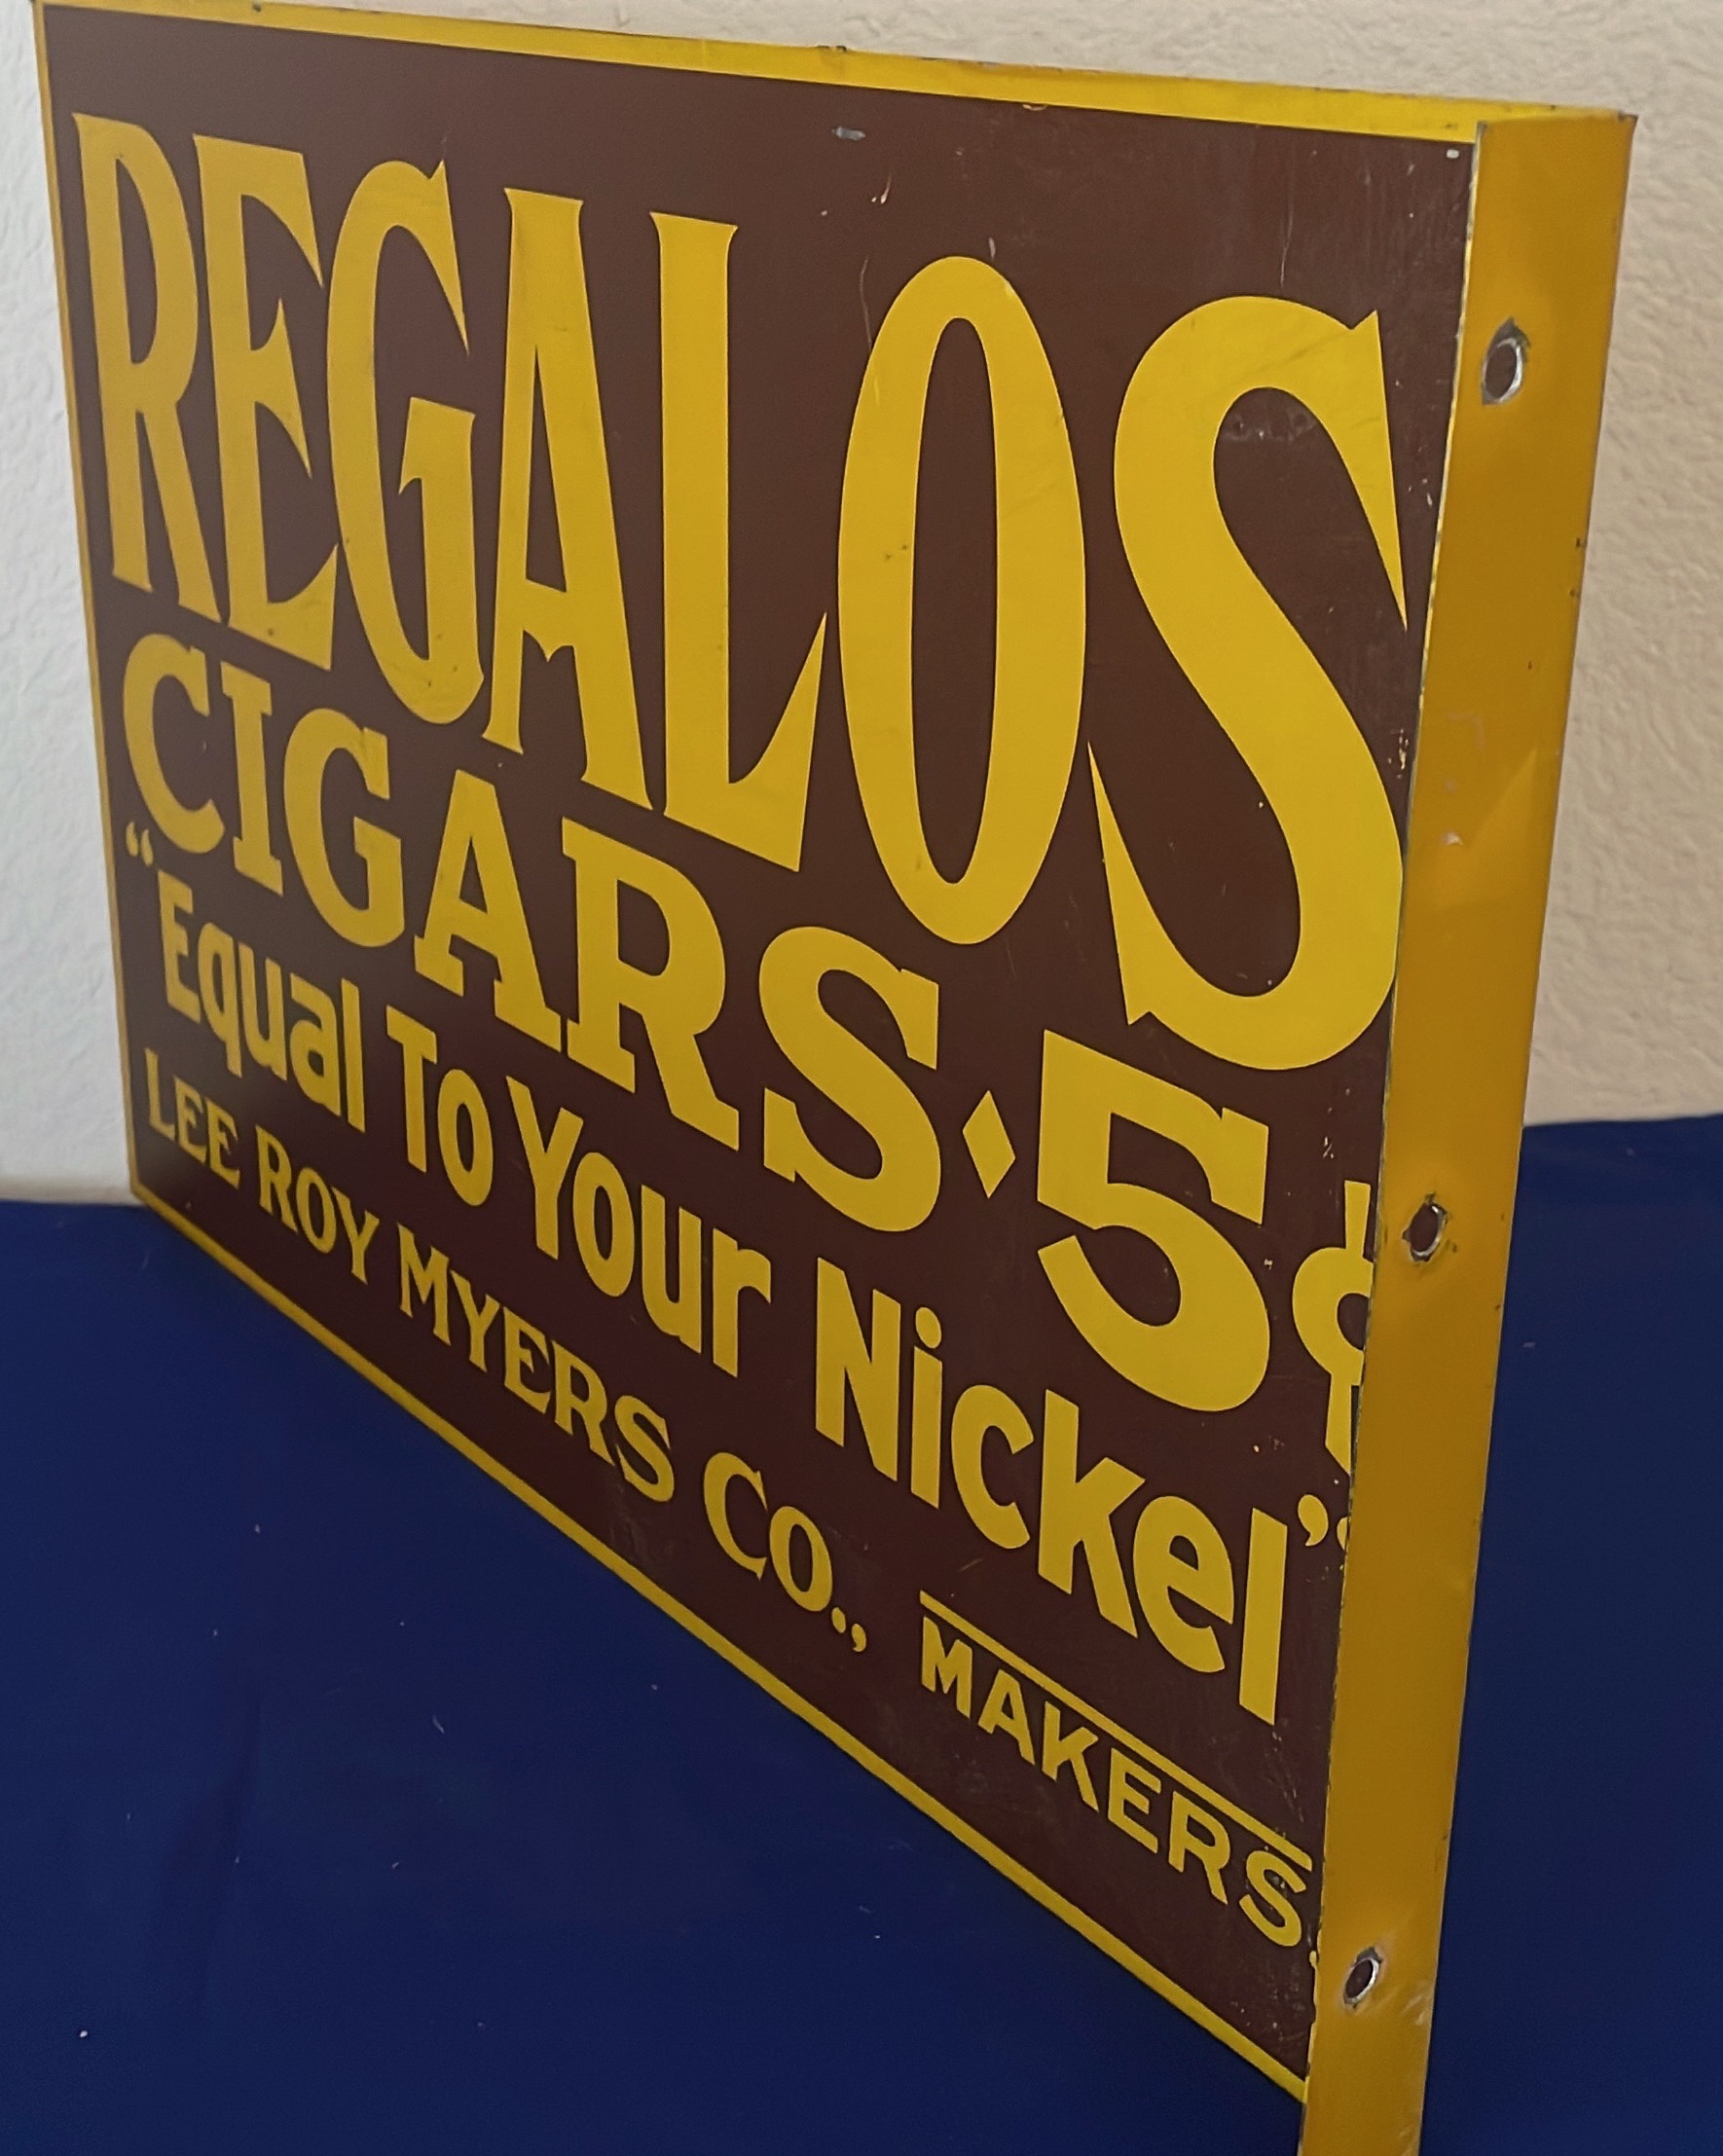 REGALOS
CIGARS·5¢
“Equal To Your Nickel”
LEE ROY MYERS CO., MAKERS.